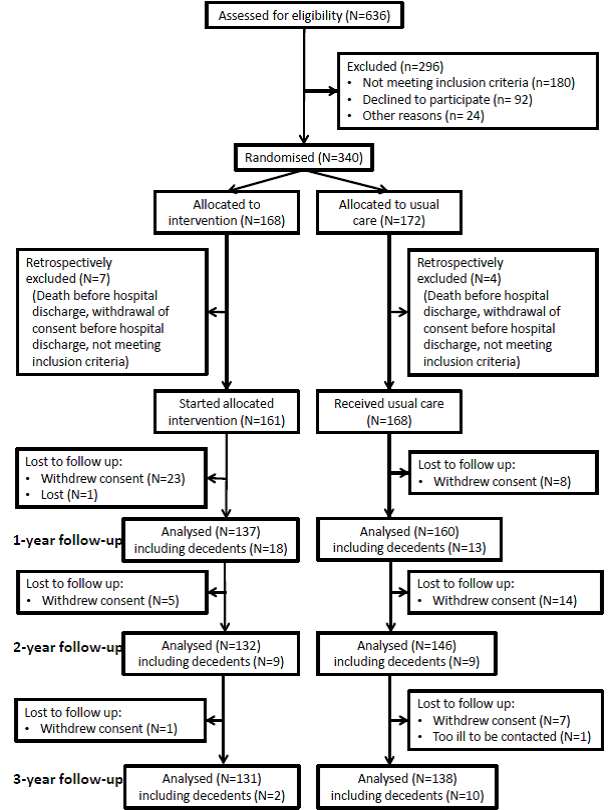 Assessed for eligibility (N=636)
Excluded (n=296)
• Not meeting inclusion criteria (n=180)
• Declined to participate (n= 92)
• Other reasons (n= 24)
Randomised (N=340)
Allocated to
intervention (N=168)
Allocated to usual
care (N=172)
Retrospectively
excluded (N=7)
(Death before hospital
discharge, withdrawal of
consent before hospital
discharge, not meeting
inclusion criteria)
Retrospectively
excluded (N=4)
(Death before hospital
discharge, withdrawal of
consent before hospital
discharge, not meeting
inclusion criteria)
Started allocated
intervention (N=161)
Received usual care
(N=168)
Lost to follow up:
• Withdrew consent (N=23)
• Lost (N=1)
Lost to follow up:
• Withdrew consent (N=8)
1-year follow-up
Analysed (N=137)
including decedents (N=18)
Analysed (N=160)
including decedents (N=13)
Lost to follow up:
• Withdrew consent (N=5)
Lost to follow up:
• Withdrew consent (N=14)
2-year follow-up
Analysed (N=132)
including decedents (N=9)
Analysed (N=146)
including decedents (N=9)
Lost to follow up:
• Withdrew consent (N=1)
Lost to follow up:
• Withdrew consent (N=7)
• Too ill to be contacted (N=1)
3-year follow-up
Analysed (N=131)
including decedents (N=2)
Analysed (N=138)
including decedents (N=10)